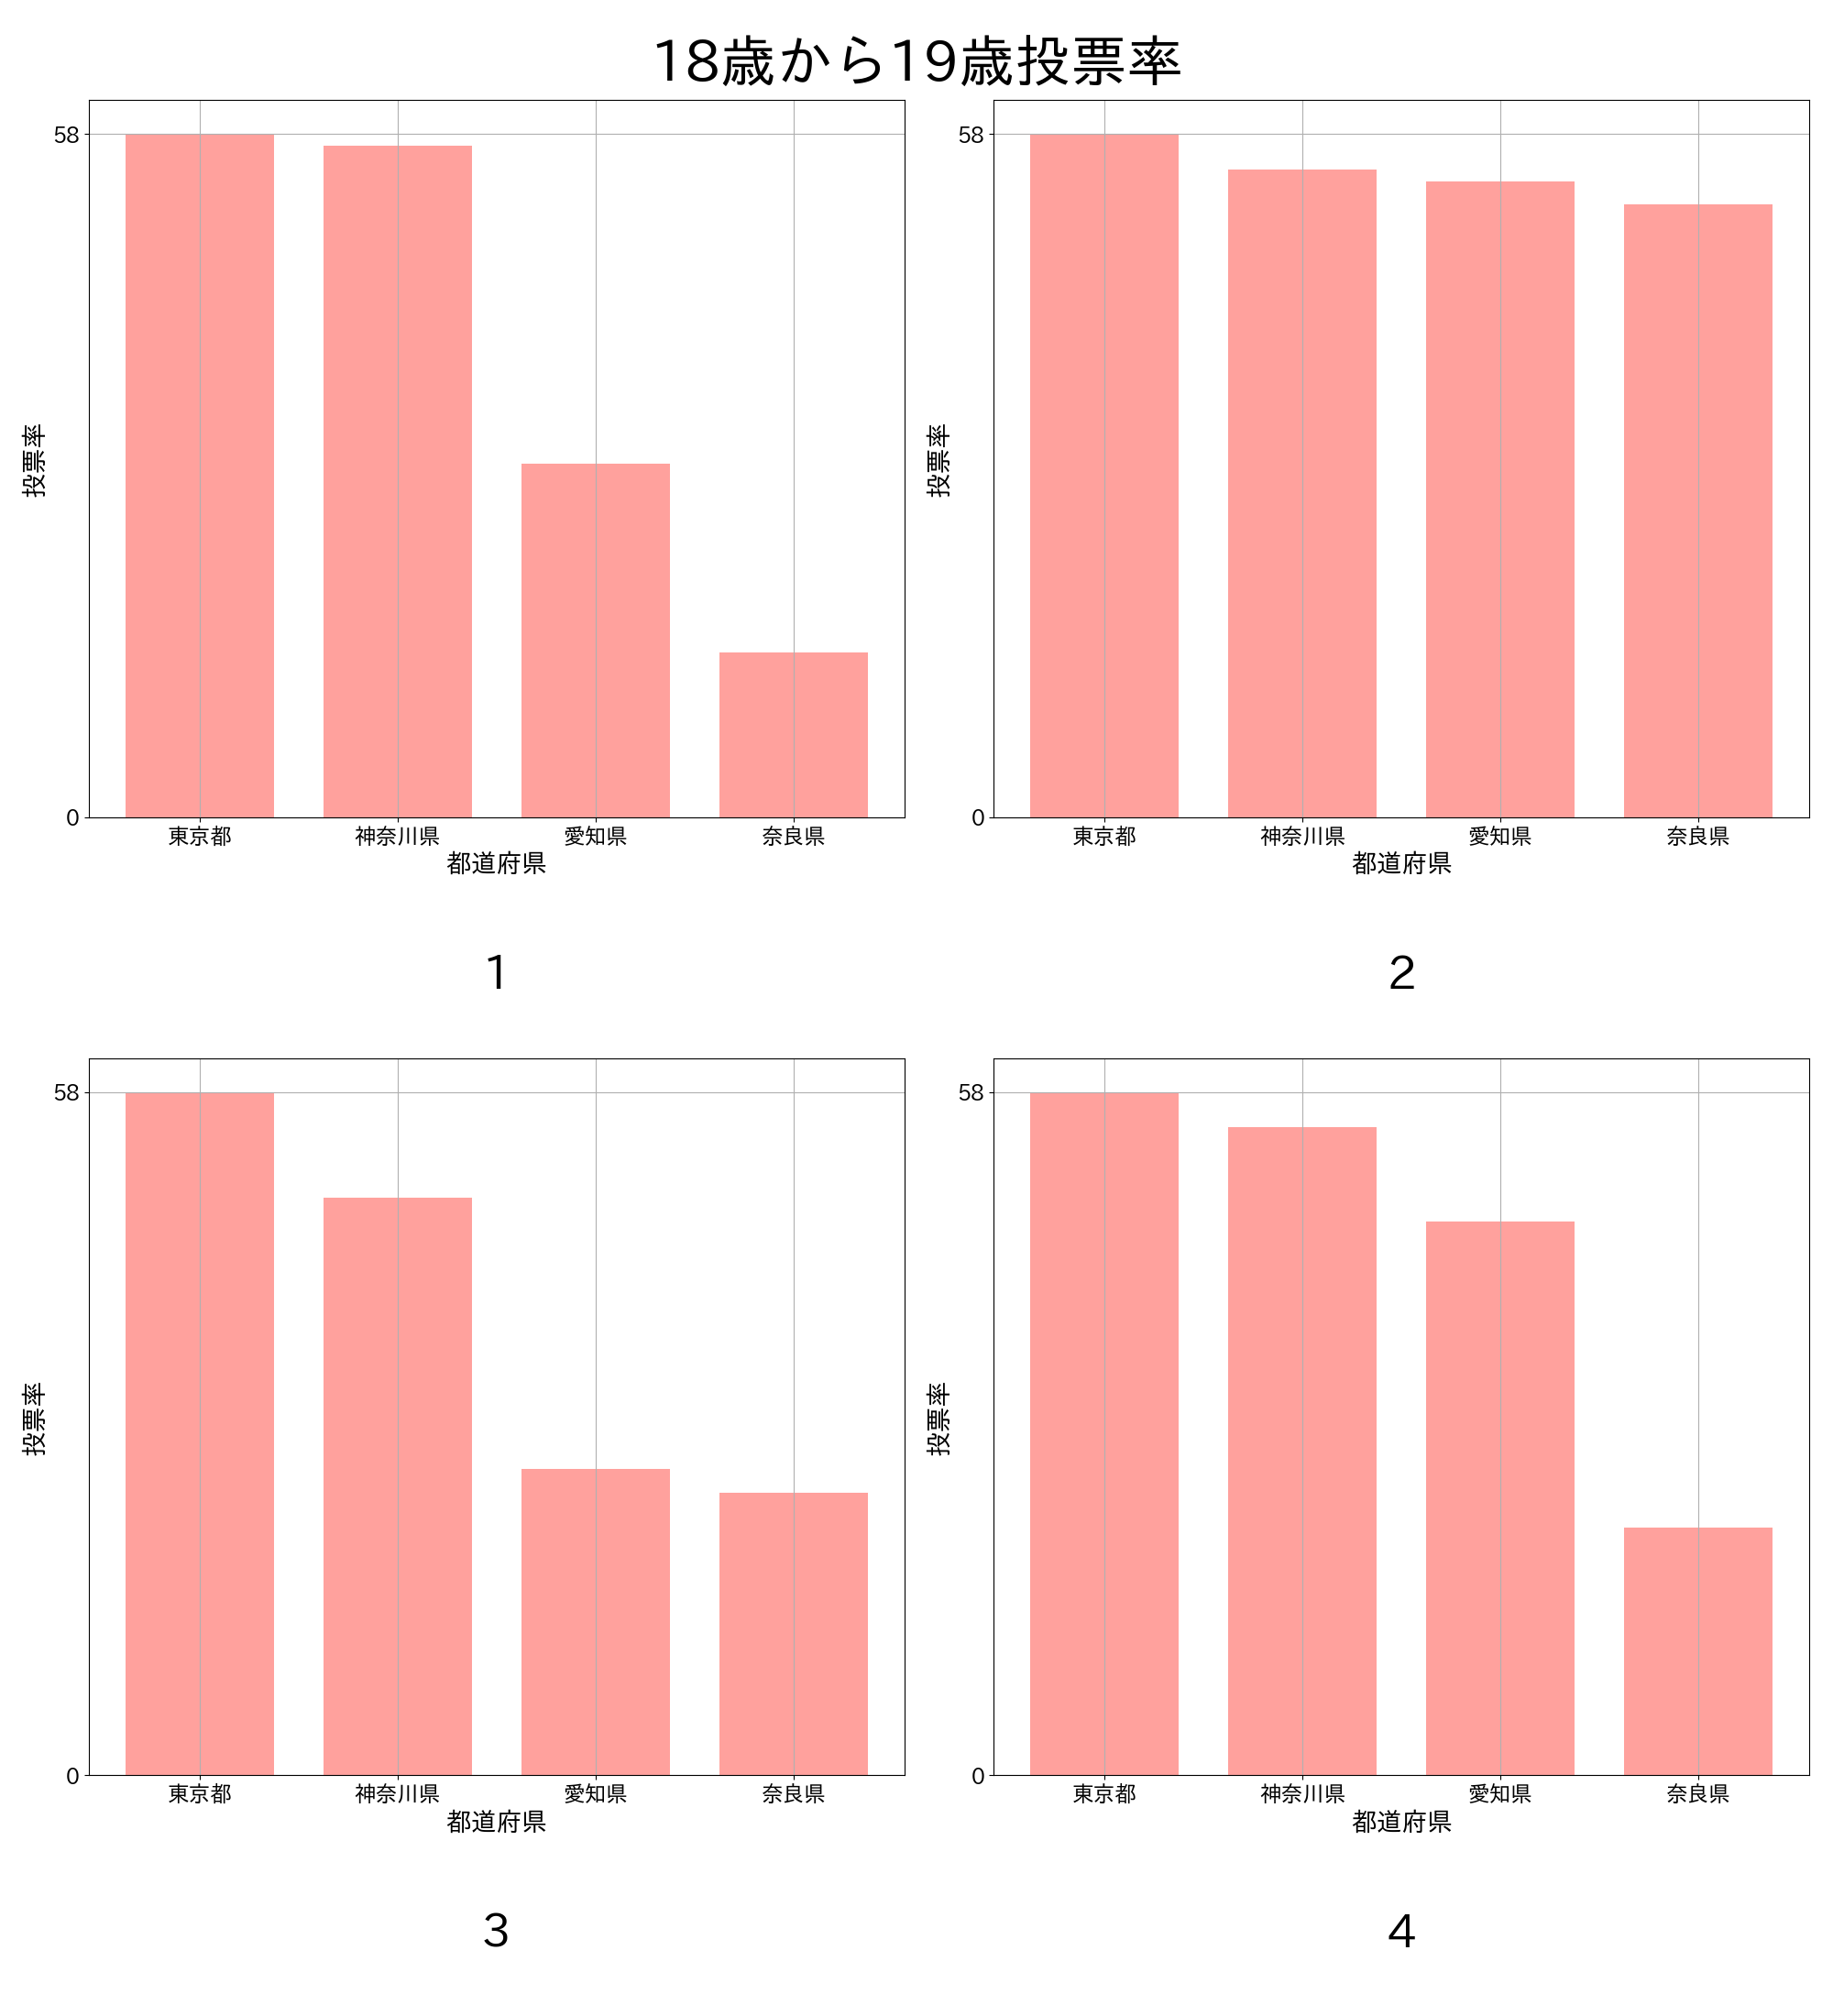 18歳から19歳投票率
58
0
投票率
東京都 神奈川県 愛知県 奈良県
都道府県
1
58
0
投票率
東京都 神奈川県 愛知県 奈良県
都道府県
2
58
0
投票率
東京都 神奈川県 愛知県 奈良県
都道府県
3
58
0
投票率
東京都 神奈川県 愛知県 奈良県
都道府県
4